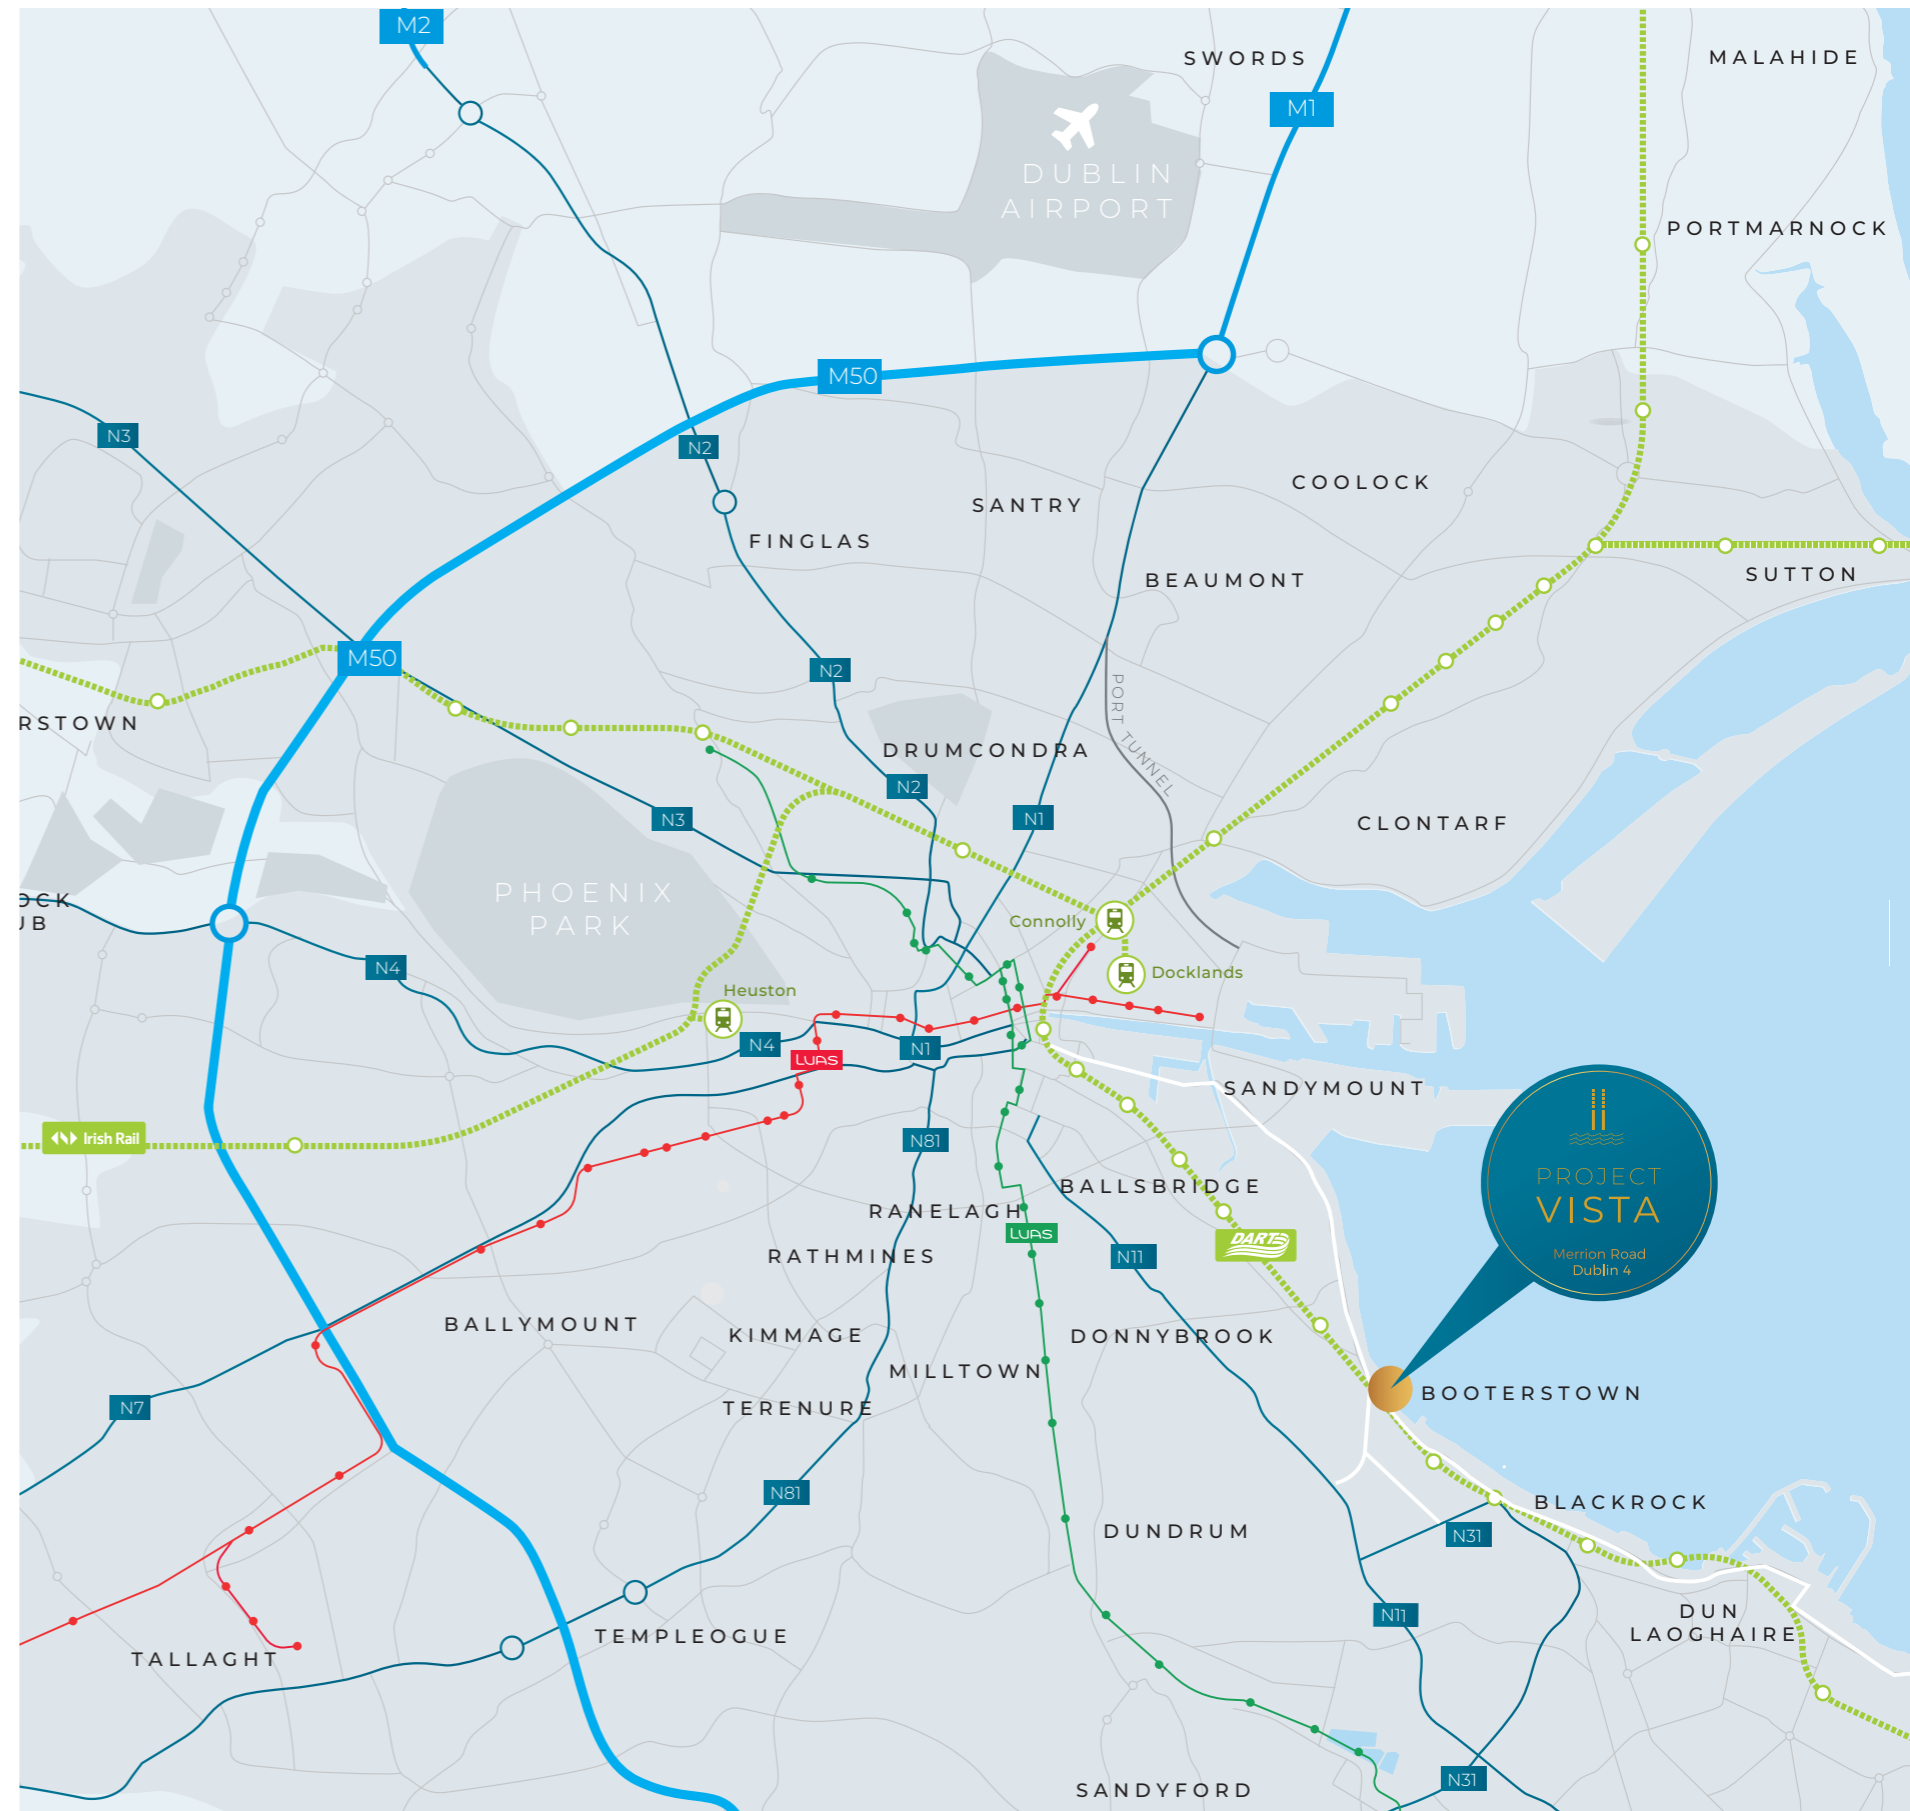 M2
SWORDS
MALAHIDE
M1
DUBLIN
AIRPORT
PORTMARNOCK
M50
N3
N2
COOLOCK
SANTRY
FINGLAS
BEAUMONT
SUTTON
M50
N2
PORT TUNNEL
RSTOWN
DRUMCONDRA
N2
N3
N1
CLONTARF
PHOENIX
PARK
OCK
UB
Connolly
N4
Docklands
Heuston
N4
N1
LUAS
SANDYMOUNT
Irish Rail
N81
PROJECT
VISTA
Merrion Road
Dublin 4
BALLSBRIDGE
RANELAGH
LUAS
DART
RATHMINES
N11
BALLYMOUNT
KIMMAGE
DONNYBROOK
MILLTOWN
BOOTERSTOWN
N7
TERENURE
N81
BLACKROCK
DUNDRUM
N31
N11
DUN
LAOGHAIRE
TEMPLEOGUE
TALLAGHT
N31
SANDYFORD